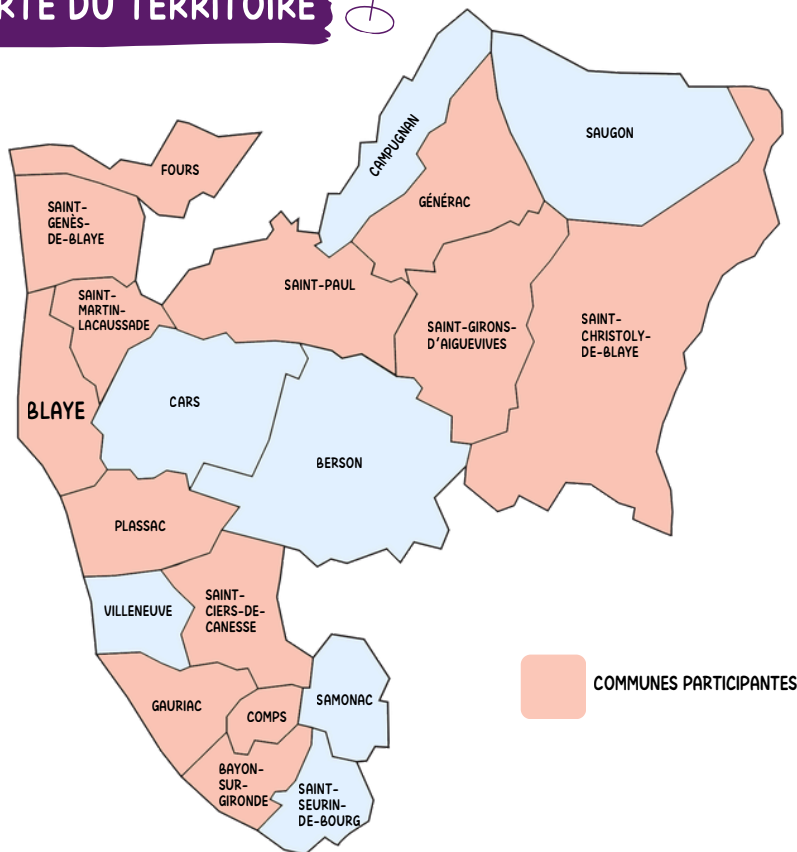 RTE DU TERRITOIRE
CAMPUGNAN
SAUGON
FOURS
GÉNÉRAC
SAINT-
GENÈS-
DE-BLAYE
SAINT-PAUL
SAINT-
MARTIN-
LACAUSSADE
SAINT-GIRONS-
D'AIGUEVIVES
SAINT-
CHRISTOLY-
DE-BLAYE
BLAYE
CARS
BERSON
PLASSAC
VILLENEUVE
SAINT-
CIERS-DE-
CANESSE
COMMUNES PARTICIPANTES
GAURIAC
COMPS
SAMONAC
BAYON-
SUR-
GIRONDE
SAINT-
SEURIN-
DE-BOURG